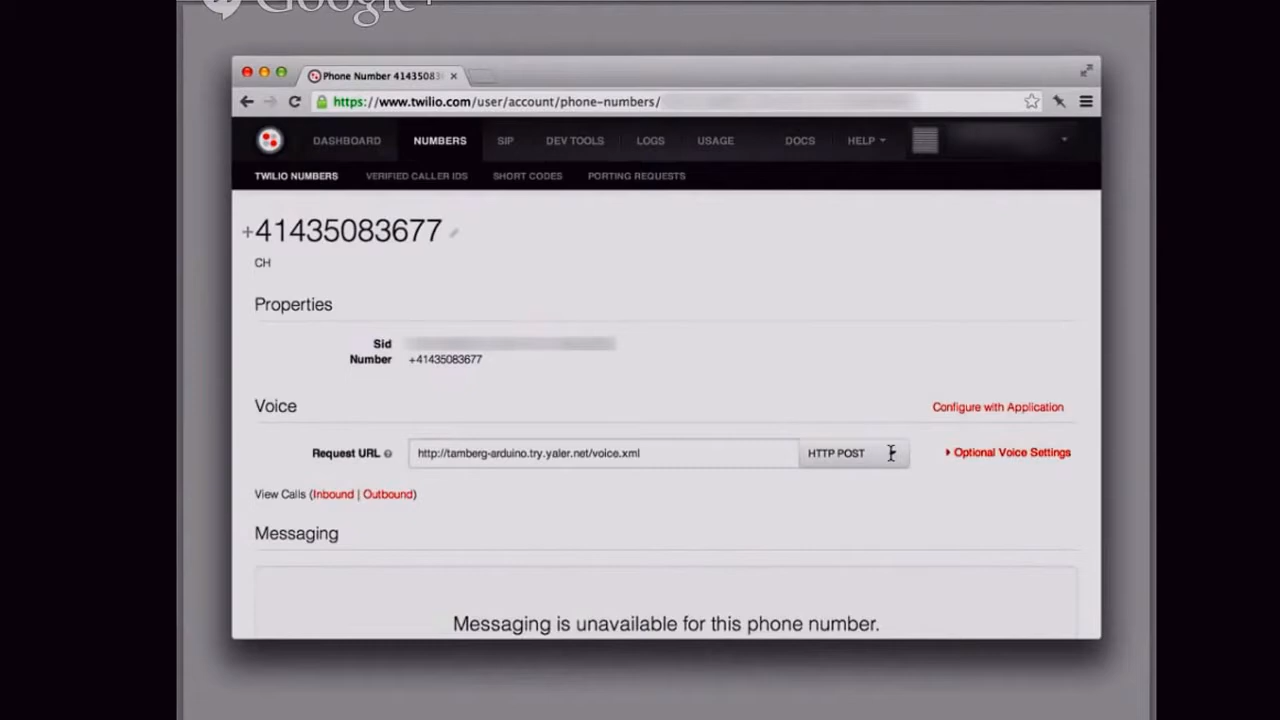 Google+
Phone Number 41435083
https://www.twilio.com/user/account/phone-numbers/
DASHBOARD NUMBERS SIP DEV TOOLS LOGS USAGE DOCS HELP
TWILIO NUMBERS VERIFIED CALLER IDS SHORT CODES PORTING REQUESTS
+41435083677
CH
Properties
Sid
Number +41435083677
Voice Configure with Application
Request URL http://tamberg-arduino.try.yaler.net/voice.xml HTTP POST Optional Voice Settings
View Calls (Inbound | Outbound)
Messaging
Messaging is unavailable for this phone number.